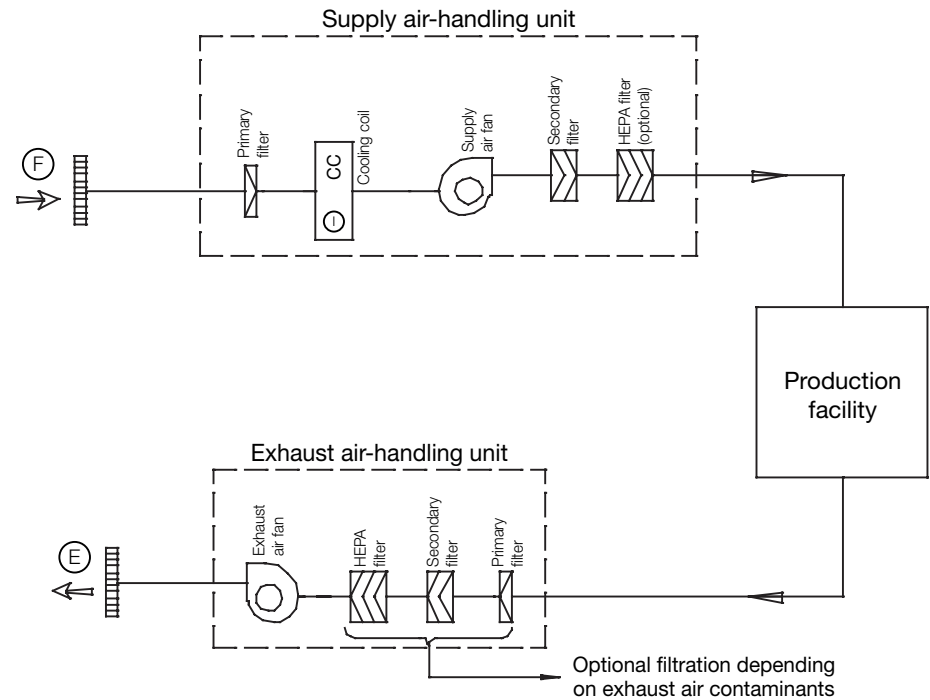 Supply air-handling unit
F
Primary
filter
CC
I
Cooling coil
Supply
air fan
Secondary
filter
HEPA filter
(optional)
Production
facility
Exhaust air-handling unit
E
Exhaust
air fan
HEPA
filter
Secondary
filter
Primary
filter
Optional filtration depending
on exhaust air contaminants